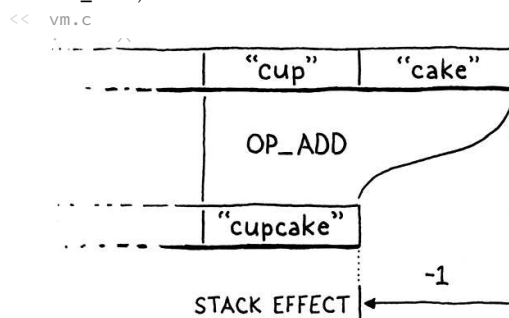 << vm.c
“cup” “cake”
OP_ADD
“cupcake”
-1
STACK EFFECT